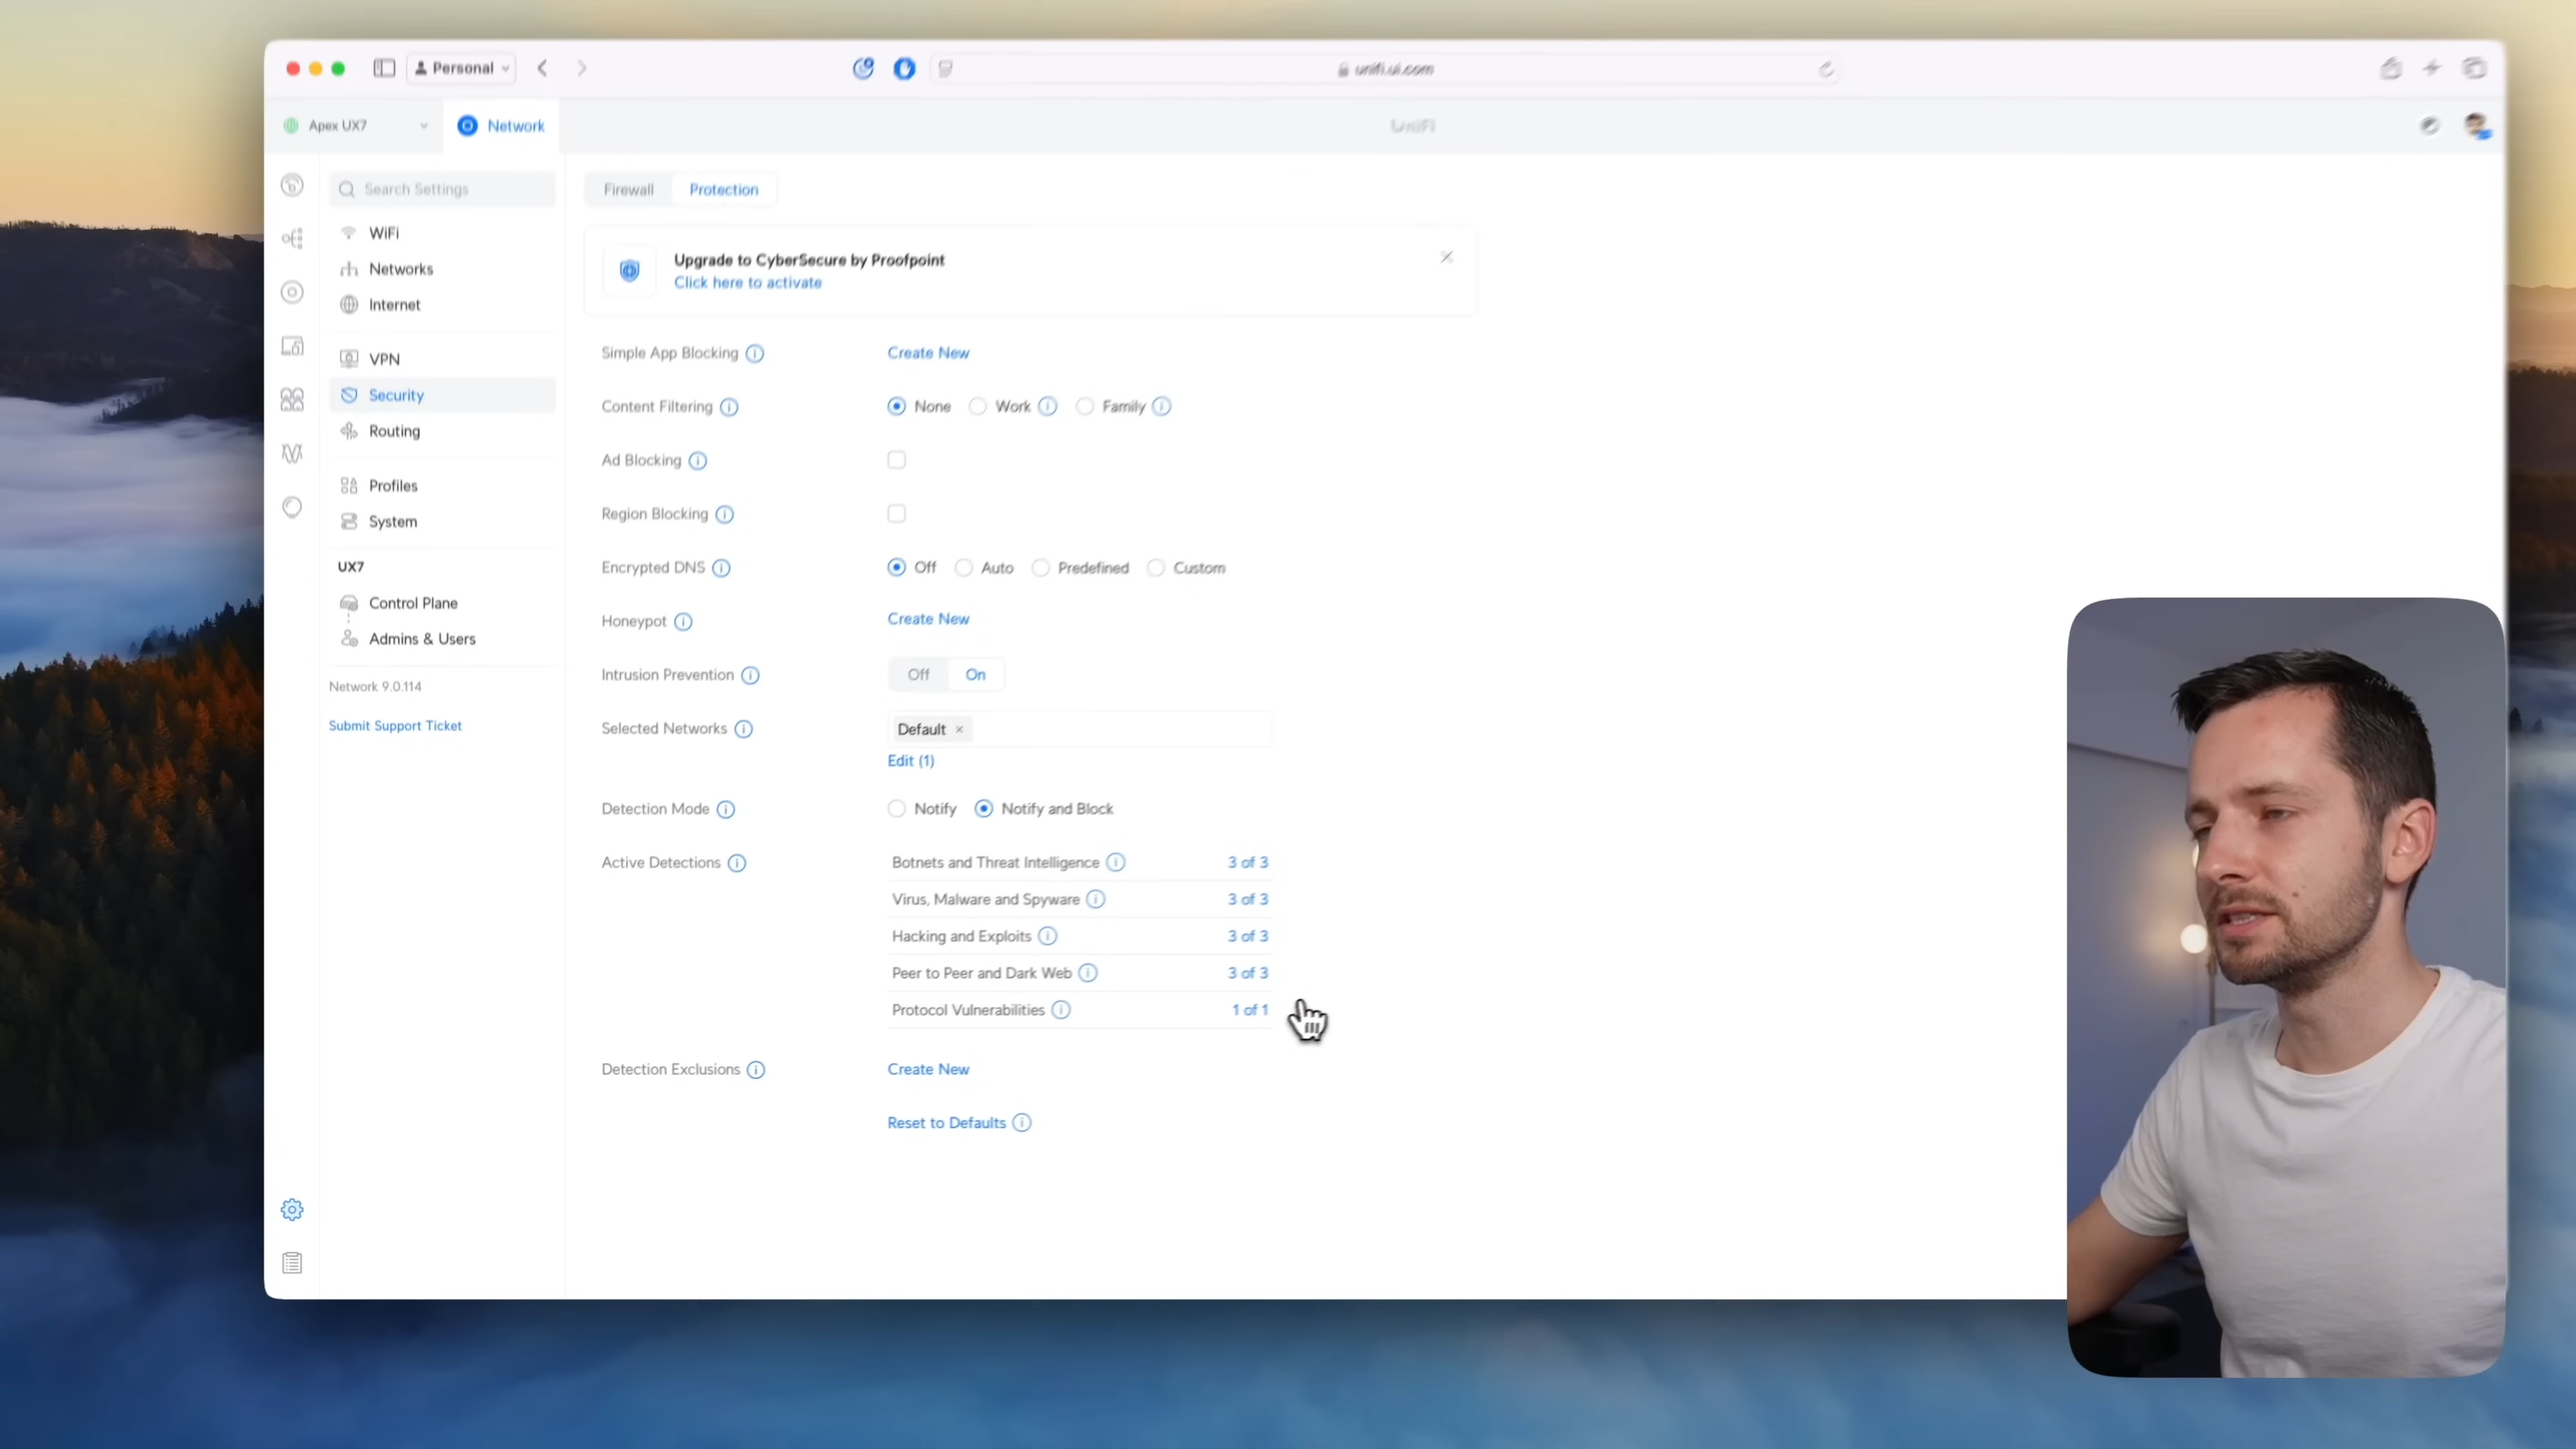 Personal
unifi.ui.com
Apex UX7
Network
UniFi
Search Settings
WiFi
Networks
Internet
VPN
Security
Routing
Profiles
System
UX7
Control Plane
Admins & Users
Network 9.0.114
Submit Support Ticket
Firewall Protection
Upgrade to CyberSecure by Proofpoint
Click here to activate
Simple App Blocking Create New
Content Filtering None Work Family
Ad Blocking
Region Blocking
Encrypted DNS Off Auto Predefined Custom
Honeypot Create New
Intrusion Prevention Off On
Selected Networks Default ×
Edit (1)
Detection Mode Notify Notify and Block
Active Detections Botnets and Threat Intelligence 3 of 3
Virus, Malware and Spyware 3 of 3
Hacking and Exploits 3 of 3
Peer to Peer and Dark Web 3 of 3
Protocol Vulnerabilities 1 of 1
Detection Exclusions Create New
Reset to Defaults